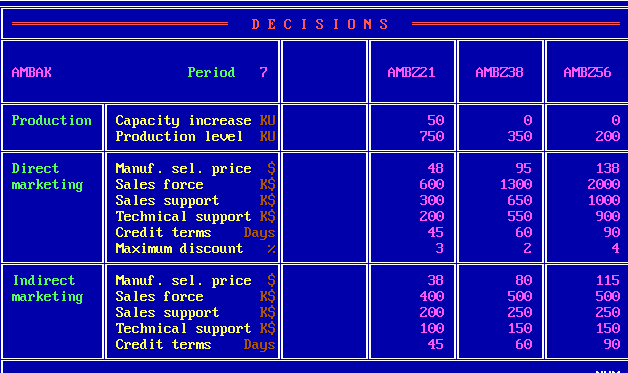 DECISIONS
AMBAK Period 7 AMBZ21 AMBZ38 AMBZ56
Production Capacity increase KU 50 0 0
Production level KU 750 350 200
Direct Manuf. sel. price $ 48 95 138
marketing Sales force K$ 600 1300 2000
Sales support K$ 300 650 1000
Technical support K$ 200 550 900
Credit terms Days 45 60 90
Maximum discount % 3 2 4
Indirect Manuf. sel. price $ 38 80 115
marketing Sales force K$ 400 500 500
Sales support K$ 200 250 250
Technical support K$ 100 150 150
Credit terms Days 45 60 90